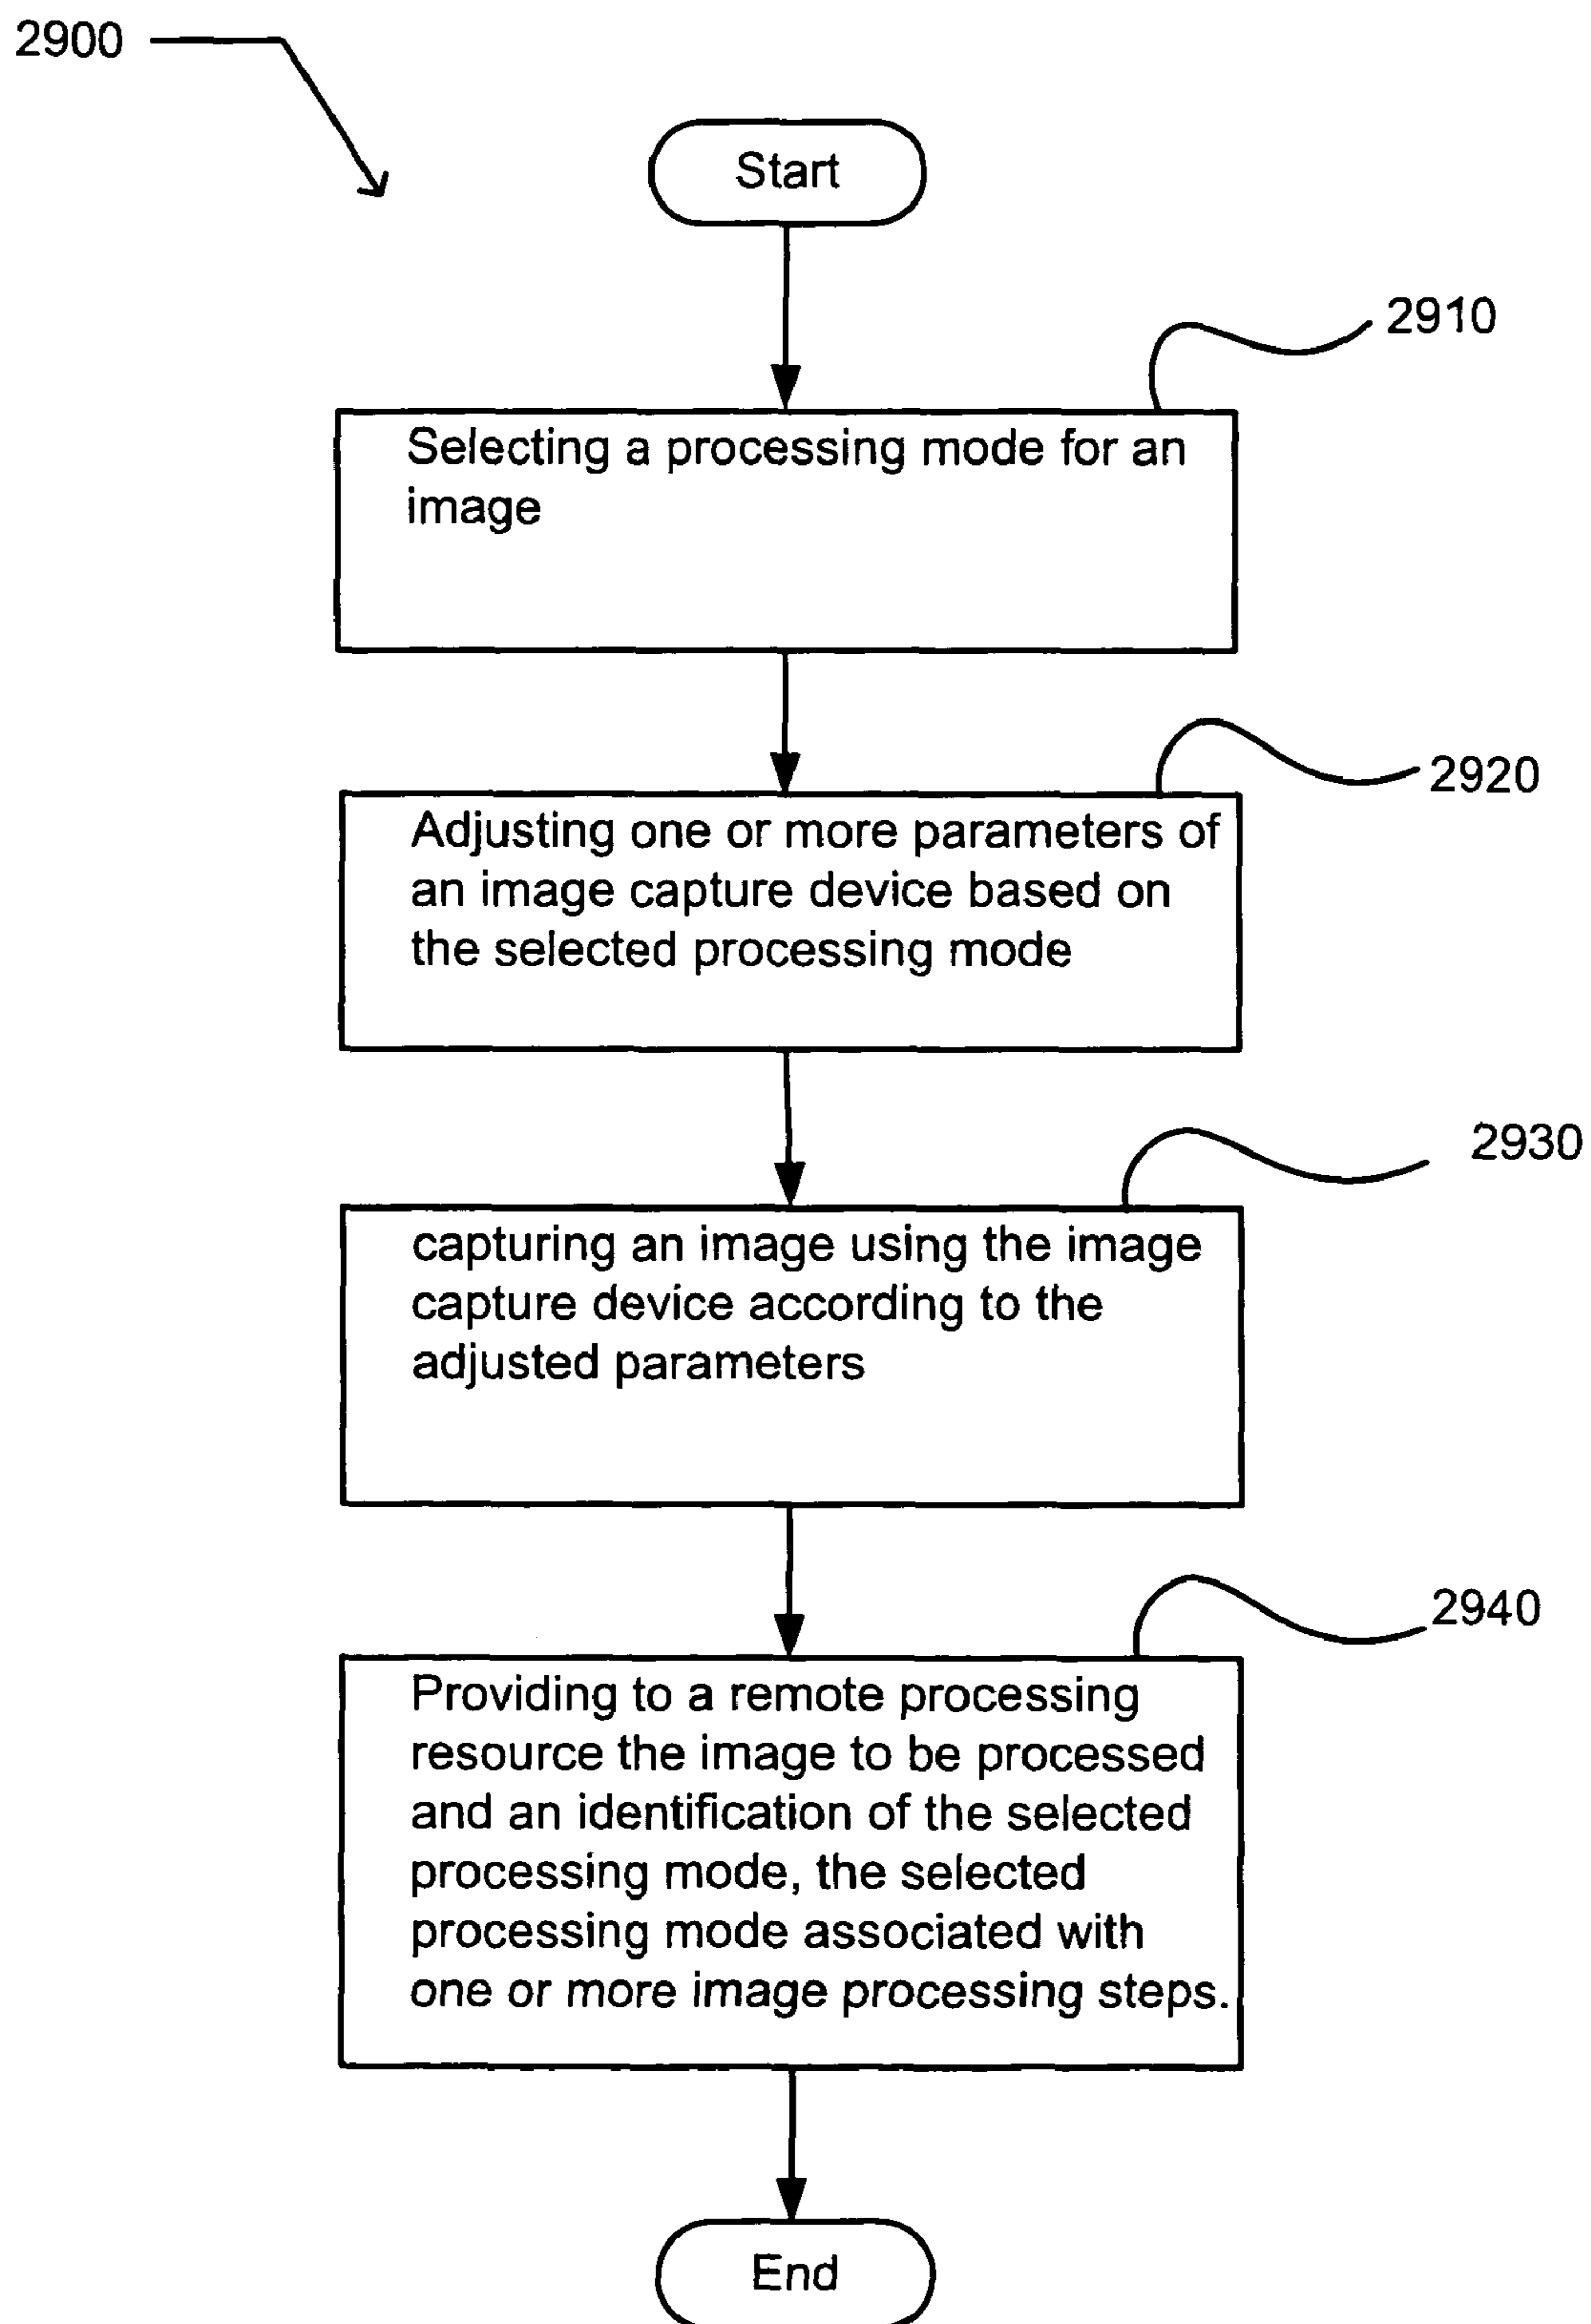 2900
Start
2910
Selecting a processing mode for an
image
2920
Adjusting one or more parameters of
an image capture device based on
the selected processing mode
2930
capturing an image using the image
capture device according to the
adjusted parameters
2940
Providing to a remote processing
resource the image to be processed
and an identification of the selected
processing mode, the selected
processing mode associated with
one or more image processing steps.
End